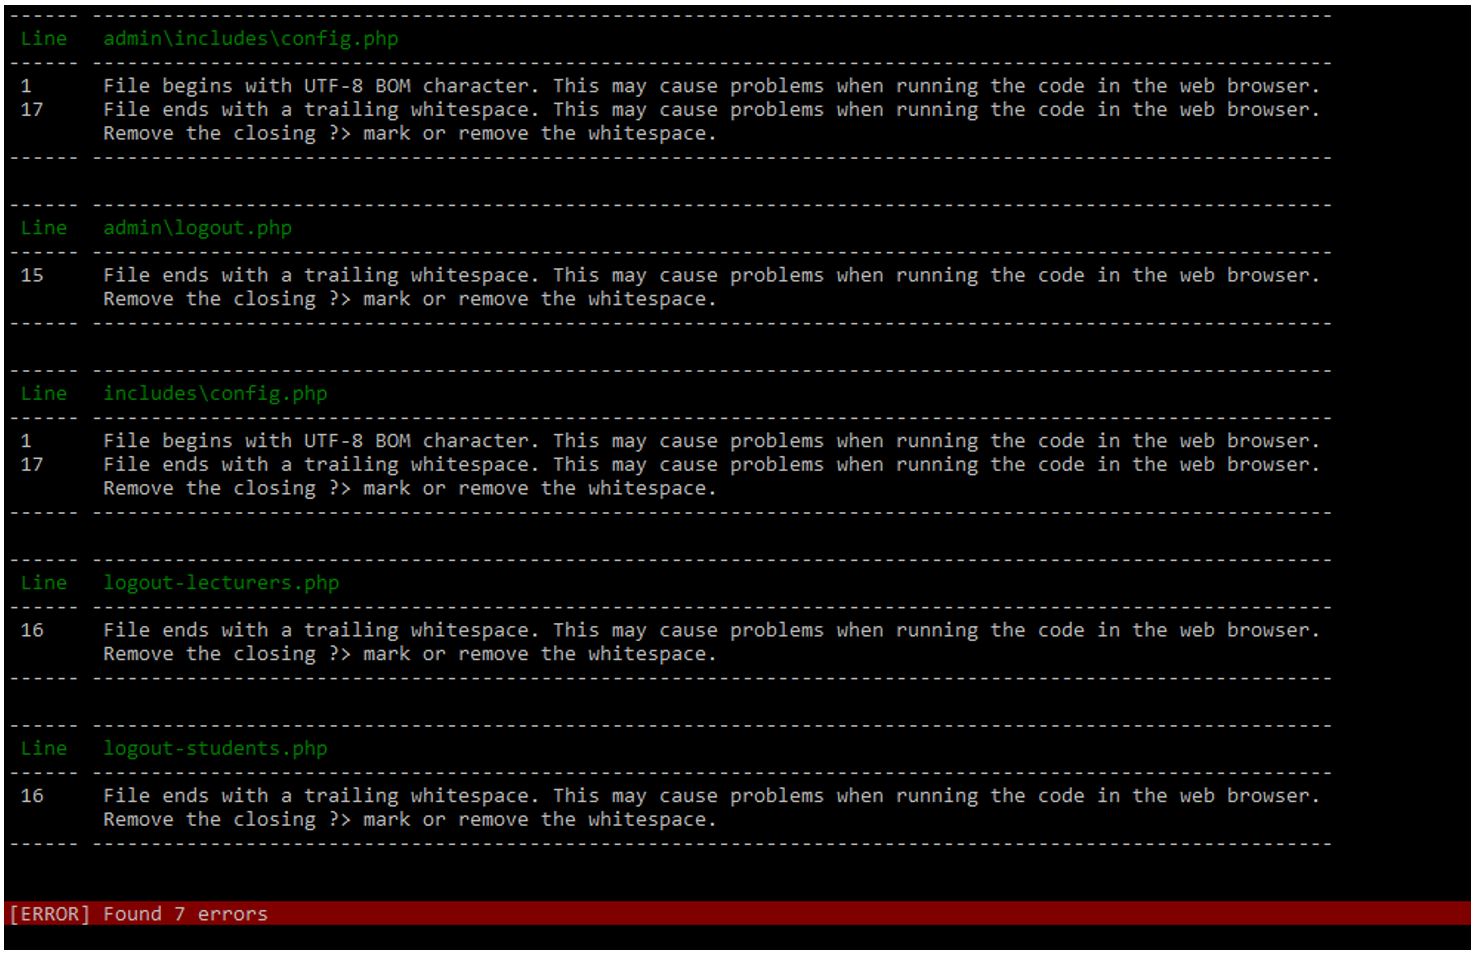 ------ ---------------------------------------------------------------------------------------------------------
Line admin\includes\config.php
------ ---------------------------------------------------------------------------------------------------------
1 File begins with UTF-8 BOM character. This may cause problems when running the code in the web browser.
17 File ends with a trailing whitespace. This may cause problems when running the code in the web browser.
Remove the closing ?> mark or remove the whitespace.
------ ---------------------------------------------------------------------------------------------------------
------ ---------------------------------------------------------------------------------------------------------
Line admin\logout.php
------ ---------------------------------------------------------------------------------------------------------
15 File ends with a trailing whitespace. This may cause problems when running the code in the web browser.
Remove the closing ?> mark or remove the whitespace.
------ ---------------------------------------------------------------------------------------------------------
------ ---------------------------------------------------------------------------------------------------------
Line includes\config.php
------ ---------------------------------------------------------------------------------------------------------
1 File begins with UTF-8 BOM character. This may cause problems when running the code in the web browser.
17 File ends with a trailing whitespace. This may cause problems when running the code in the web browser.
Remove the closing ?> mark or remove the whitespace.
------ ---------------------------------------------------------------------------------------------------------
------ ---------------------------------------------------------------------------------------------------------
Line logout-lecturers.php
------ ---------------------------------------------------------------------------------------------------------
16 File ends with a trailing whitespace. This may cause problems when running the code in the web browser.
Remove the closing ?> mark or remove the whitespace.
------ ---------------------------------------------------------------------------------------------------------
------ ---------------------------------------------------------------------------------------------------------
Line logout-students.php
------ ---------------------------------------------------------------------------------------------------------
16 File ends with a trailing whitespace. This may cause problems when running the code in the web browser.
Remove the closing ?> mark or remove the whitespace.
------ ---------------------------------------------------------------------------------------------------------
[ERROR] Found 7 errors